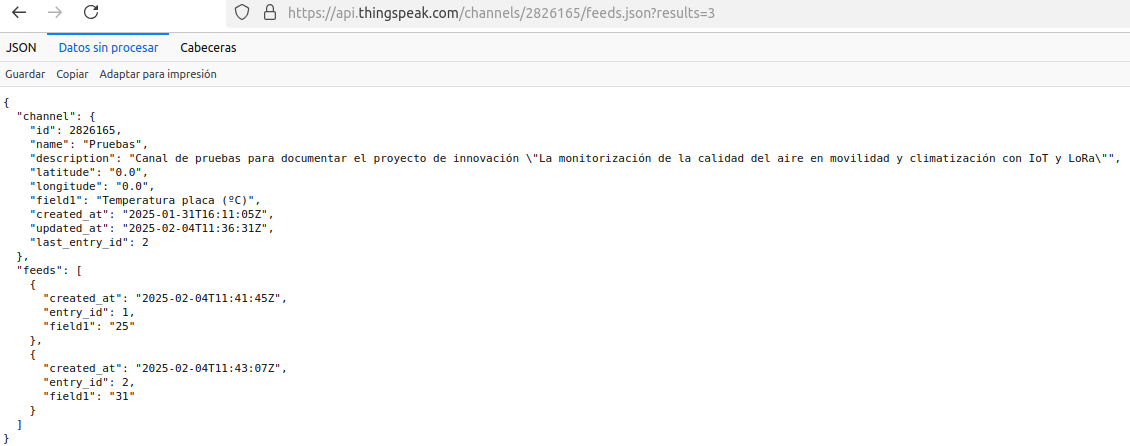 https://api.thingspeak.com/channels/2826165/feeds.json?results=3
JSON Datos sin procesar Cabeceras
Guardar Copiar Adaptar para impresión
{
  "channel": {
    "id": 2826165,
    "name": "Pruebas",
    "description": "Canal de pruebas para documentar el proyecto de innovación \"La monitorización de la calidad del aire en movilidad y climatización con IoT y LoRa\"",
    "latitude": "0.0",
    "longitude": "0.0",
    "field1": "Temperatura placa (ºC)",
    "created_at": "2025-01-31T16:11:05Z",
    "updated_at": "2025-02-04T11:36:31Z",
    "last_entry_id": 2
  },
  "feeds": [
    {
      "created_at": "2025-02-04T11:41:45Z",
      "entry_id": 1,
      "field1": "25"
    },
    {
      "created_at": "2025-02-04T11:43:07Z",
      "entry_id": 2,
      "field1": "31"
    }
  ]
}